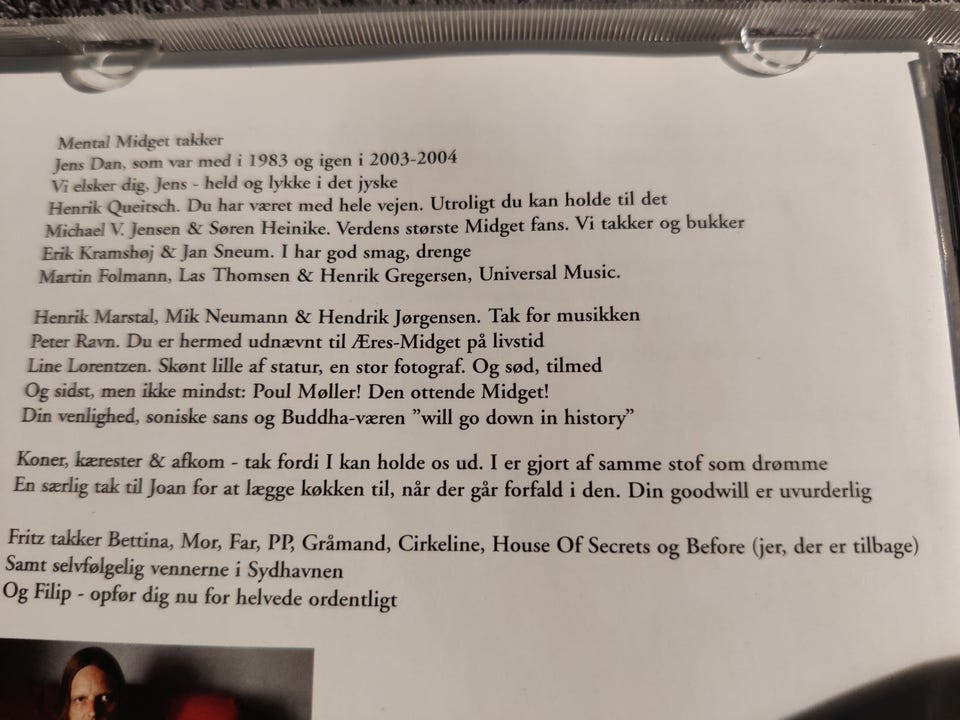 Mental Midget takker
Jens Dan, som var med i 1983 og igen i 2003-2004
Vi elsker dig, Jens - held og lykke i det jyske
Henrik Queitsch. Du har været med hele vejen. Utroligt du kan holde til det
Michael V. Jensen & Søren Heinike. Verdens største Midget fans. Vi takker og bukker
Erik Kramshøj & Jan Sneum. I har god smag, drenge
Martin Folmann, Las Thomsen & Henrik Gregersen, Universal Music.
Henrik Marstal, Mik Neumann & Hendrik Jørgensen. Tak for musikken
Peter Ravn. Du er hermed udnævnt til Æres-Midget på livstid
Line Lorentzen. Skønt lille af statur, en stor fotograf. Og sød, tilmed
Og sidst, men ikke mindst: Poul Møller! Den ottende Midget!
Din venlighed, soniske sans og Buddha-væren ”will go down in history”
Koner, kærester & afkom - tak fordi I kan holde os ud. I er gjort af samme stof som drømme
En særlig tak til Joan for at lægge køkken til, når der går forfald i den. Din goodwill er uvurderlig
Fritz takker Bettina, Mor, Far, PP, Gråmand, Cirkeline, House Of Secrets og Before (jer, der er tilbage)
Samt selvfølgelig vennerne i Sydhavnen
Og Filip - opfør dig nu for helvede ordentligt